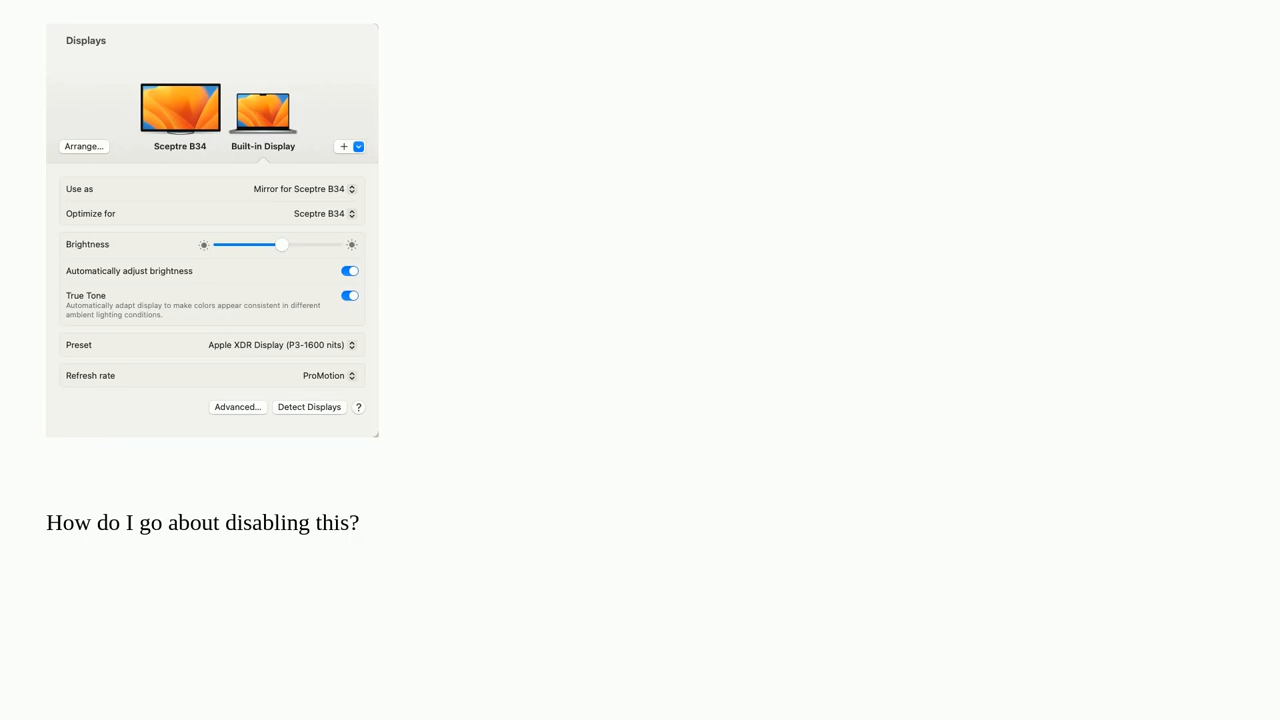 Displays
Arrange...
Sceptre B34
Built-in Display
+
Use as
Mirror for Sceptre B34
Optimize for
Sceptre B34
Brightness
Automatically adjust brightness
True Tone
Automatically adapt display to make colors appear consistent in different
ambient lighting conditions.
Preset
Apple XDR Display (P3-1600 nits)
Refresh rate
ProMotion
Advanced...
Detect Displays
?
How do I go about disabling this?